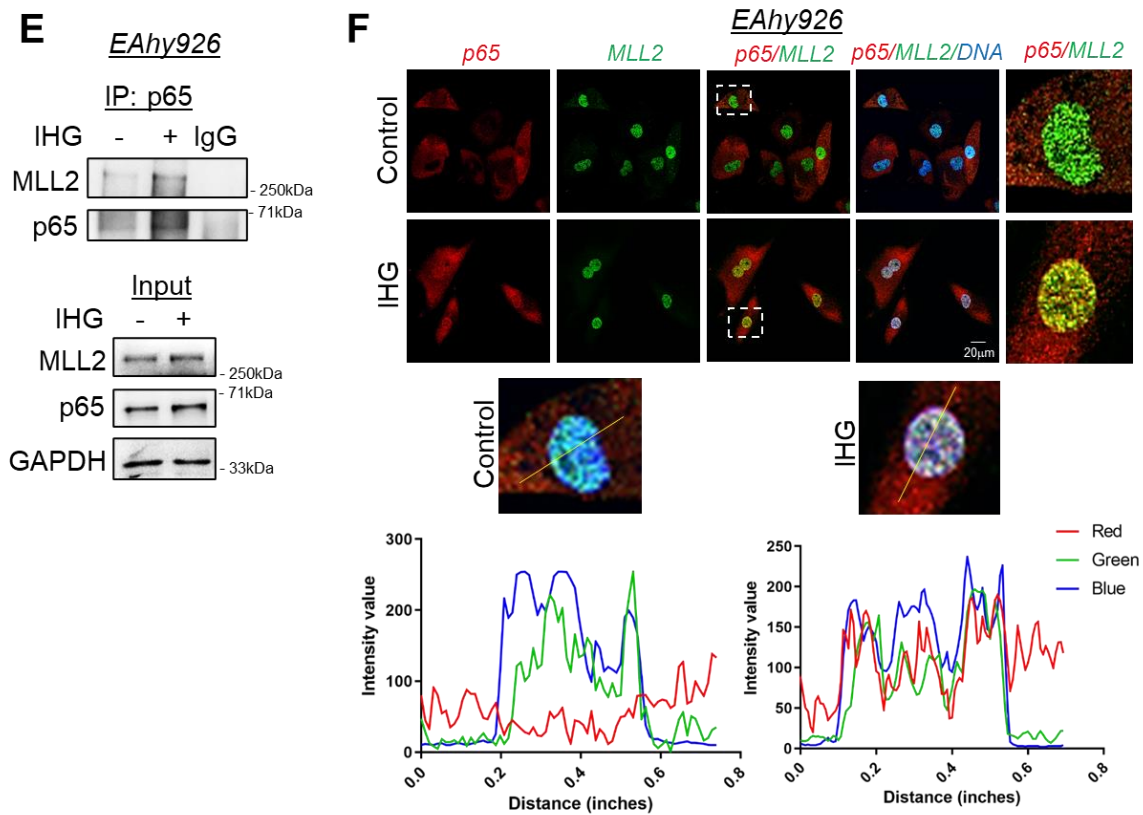 E
EAhy926
IP: p65
IHG - + IgG
MLL2
- 250kDa
- 71kDa
p65
Input
IHG - +
MLL2
- 250kDa
- 71kDa
p65
GAPDH
- 33kDa
F
EAhy926
p65 MLL2 p65/MLL2 p65/MLL2/DNA p65/MLL2
Control
IHG
20μm
Control
IHG
Red
Green
Blue
Intensity value
300
200
100
0
0.0 0.2 0.4 0.6 0.8
Distance (inches)
Intensity value
250
200
150
100
50
0
0.0 0.2 0.4 0.6 0.8
Distance (inches)